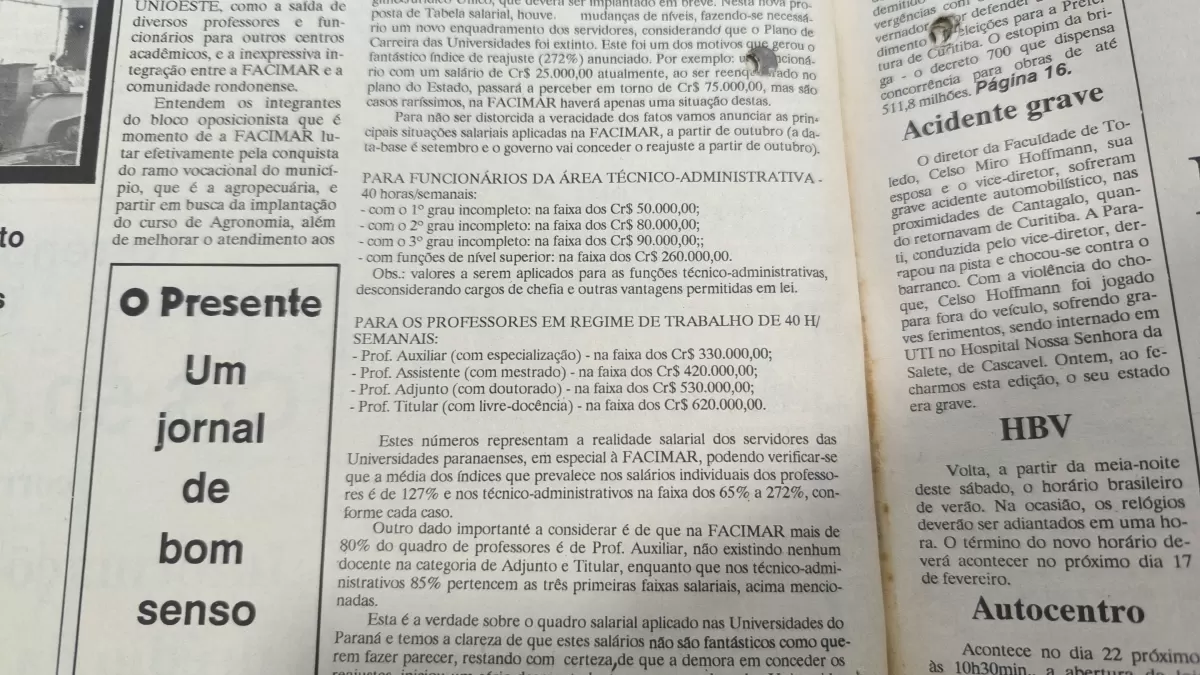 UNIOESTE, como a saída de
diversos professores e fun-
cionários para outros centros
acadêmicos, e a inexpressiva in-
tegração entre a FACIMAR e a
comunidade rondonense.
Entendem os integrantes
do bloco oposicionista que é
momento de a FACIMAR lu-
tar efetivamente pela conquista
do ramo vocacional do municí-
pio, que é a agropecuária, e
partir em busca da implantação
do curso de Agronomia, além
de melhorar o atendimento aos
O Presente
Um
jornal
de
bom
senso
que deverá ser implantado em breve. Nesta nova pro-
posta de Tabela salarial, houve. mudanças de níveis, fazendo-se necessá-
rio um novo enquadramento dos servidores, considerando que o Plano de
Carreira das Universidades foi extinto. Este foi um dos motivos que gerou o
fantástico índice de reajuste (272%) anunciado. Por exemplo:
rio com um salário de Cr$ 25.000,00 atualmente, ao ser no
plano do Estado, passará a perceber em torno de Cr$ 75.000,00, mas são
casos raríssimos, na FACIMAR haverá apenas uma situação destas.
Para não ser distorcida a veracidade dos fatos vamos anunciar as prin-
cipais situações salariais aplicadas na FACIMAR, a partir de outubro (a da-
ta-base é setembro e o governo vai conceder o reajuste a partir de outubro).
PARA FUNCIONÁRIOS DA ÁREA TÉCNICO-ADMINISTRATIVA -
40 horas/semanais:
- com o 1º grau incompleto: na faixa dos Cr$ 50.000,00;
- com o 2º grau incompleto: na faixa dos Cr$ 80.000,00;
- com o 3º grau incompleto: na faixa dos Cr$ 90.000,00;;
- com funções de nível superior: na faixa dos Cr$ 260.000,00.
Obs.: valores a serem aplicados para as funções técnico-administrativas,
desconsiderando cargos de chefia e outras vantagens permitidas em lei.
PARA OS PROFESSORES EM REGIME DE TRABALHO DE 40 H/
SEMANAIS:
- Prof. Auxiliar (com especialização) - na faixa dos Cr$ 330.000,00;
- Prof. Assistente (com mestrado) - na faixa dos Cr$ 420.000,00;
- Prof. Adjunto (com doutorado) - na faixa dos Cr$ 530.000,00;
- Prof. Titular (com livre-docência) - na faixa dos Cr$ 620.000,00.
Estes números representam a realidade salarial dos servidores das
Universidades paranaenses, em especial à FACIMAR, podendo verificar-se
que a média dos índices que prevalece nos salários individuais dos professo-
res é de 127% e nos técnico-administrativos na faixa dos 65% a 272%, con-
forme cada caso.
Outro dado importante a considerar é de que na FACIMAR mais de
80% do quadro de professores é de Prof. Auxiliar, não existindo nenhum
docente na categoria de Adjunto e Titular, enquanto que nos técnico-admi-
nistrativos 85% pertencem as três primeiras faixas salariais, acima mencio-
nadas.
Esta é a verdade sobre o quadro salarial aplicado nas Universidades do
Paraná e temos a clareza de que estes salários não são fantásticos como que-
rem fazer parecer, restando com certeza,de que a demora em conceder os
demitido
vergências com
vernador defender a
dimento eleições para a Prefei-
tura de Curitiba. O estopim da bri-
ga - o decreto 700 que dispensa
concorrência para obras de até
511,8 milhões. Página 16.
Acidente grave
O diretor da Faculdade de To-
ledo, Celso Miro Hoffmann, sua
esposa e o vice-diretor, sofreram
grave acidente automobilístico, nas
proximidades de Cantagalo, quan-
do retornavam de Curitiba. A Para-
ti, conduzida pelo vice-diretor, der-
rapou na pista e chocou-se contra o
barranco. Com a violência do cho-
que, Celso Hoffmann foi jogado
para fora do veículo, sofrendo gra-
ves ferimentos, sendo internado em
UTI no Hospital Nossa Senhora da
Salete, de Cascavel. Ontem, ao fe-
charmos esta edição, o seu estado
era grave.
HBV
Volta, a partir da meia-noite
deste sábado, o horário brasileiro
de verão. Na ocasião, os relógios
deverão ser adiantados em uma ho-
ra. O término do novo horário de-
verá acontecer no próximo dia 17
de fevereiro.
Autocentro
Acontece no dia 22 próximo
às 10h30min., a abertura